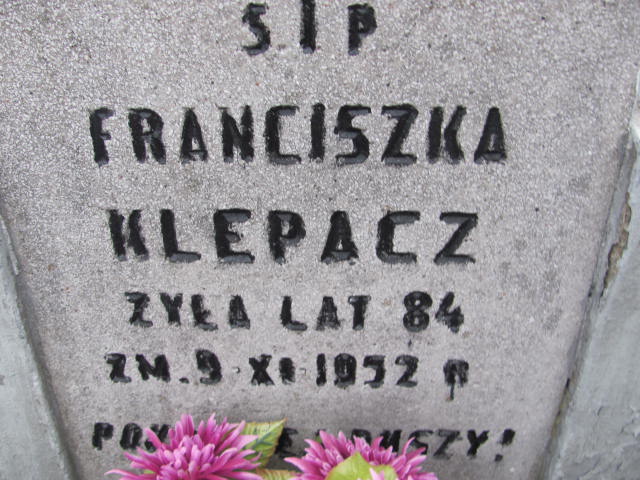 Ś I P
FRANCISZKA
KLEPACZ
ŻYŁA LAT 84
ZM. 9 XI 1952 R
DUSZY!